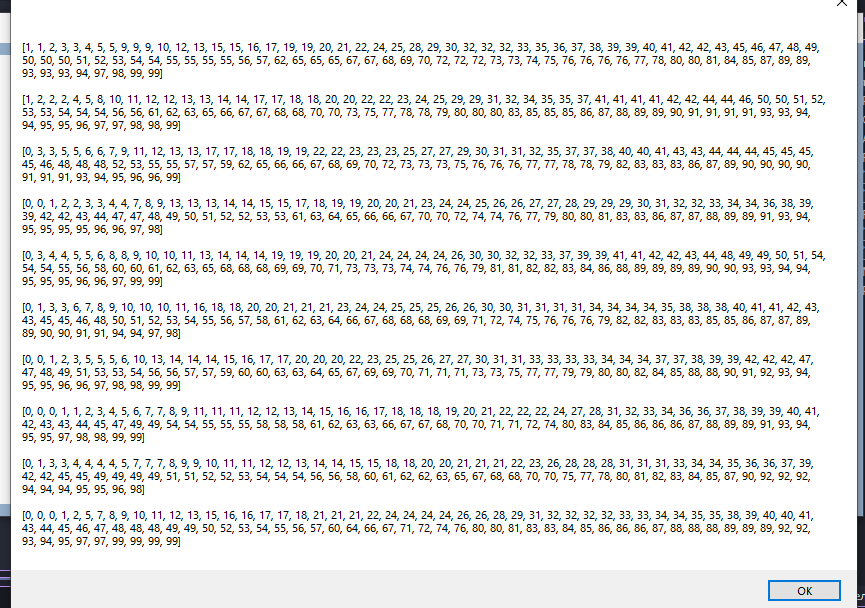 [1, 1, 2, 3, 3, 4, 5, 5, 9, 9, 9, 10, 12, 13, 15, 15, 16, 17, 19, 19, 20, 21, 22, 24, 25, 28, 29, 30, 32, 32, 32, 33, 35, 36, 37, 38, 39, 39, 40, 41, 42, 42, 43, 45, 46, 47, 48, 49,
50, 50, 50, 51, 52, 53, 54, 54, 55, 55, 55, 55, 56, 57, 62, 65, 65, 65, 67, 67, 68, 69, 70, 72, 72, 72, 73, 73, 74, 75, 76, 76, 76, 76, 77, 78, 80, 80, 81, 84, 85, 87, 89, 89,
93, 93, 93, 94, 97, 98, 99, 99]
[1, 2, 2, 2, 4, 5, 8, 10, 11, 12, 12, 13, 13, 14, 14, 17, 17, 18, 18, 20, 20, 22, 22, 23, 24, 25, 29, 29, 31, 32, 34, 35, 35, 37, 41, 41, 41, 41, 42, 42, 44, 44, 46, 50, 50, 51, 52,
53, 53, 54, 54, 54, 56, 56, 61, 62, 63, 65, 66, 67, 67, 68, 68, 70, 70, 73, 75, 77, 78, 78, 79, 80, 80, 80, 83, 85, 85, 85, 86, 87, 88, 89, 89, 90, 91, 91, 91, 91, 93, 93, 94,
94, 95, 95, 96, 97, 97, 98, 98, 99]
[0, 3, 3, 5, 5, 6, 6, 7, 9, 11, 12, 13, 13, 17, 17, 18, 18, 19, 19, 22, 22, 23, 23, 23, 25, 27, 27, 29, 30, 31, 31, 32, 35, 37, 37, 38, 40, 40, 41, 43, 43, 44, 44, 44, 45, 45, 45,
45, 46, 48, 48, 48, 52, 53, 55, 55, 57, 57, 59, 62, 65, 66, 66, 67, 68, 69, 70, 72, 73, 73, 73, 75, 76, 76, 76, 77, 77, 78, 78, 79, 82, 83, 83, 83, 86, 87, 89, 90, 90, 90, 90,
91, 91, 91, 93, 94, 95, 96, 96, 99]
[0, 0, 1, 2, 2, 3, 3, 4, 4, 7, 8, 9, 13, 13, 13, 14, 14, 15, 15, 17, 18, 19, 19, 20, 20, 21, 23, 24, 24, 25, 26, 26, 27, 27, 28, 29, 29, 29, 30, 31, 32, 32, 33, 34, 34, 36, 38, 39,
39, 42, 42, 43, 44, 47, 47, 48, 49, 50, 51, 52, 52, 53, 53, 61, 63, 64, 65, 66, 66, 67, 70, 70, 72, 74, 74, 76, 77, 79, 80, 80, 81, 83, 83, 86, 87, 87, 88, 89, 89, 91, 93, 94,
95, 95, 95, 95, 96, 96, 97, 98]
[0, 3, 4, 4, 5, 5, 6, 8, 8, 9, 10, 10, 11, 13, 14, 14, 14, 19, 19, 19, 20, 20, 21, 24, 24, 24, 24, 26, 30, 30, 32, 32, 33, 37, 39, 39, 41, 41, 42, 42, 43, 44, 48, 49, 49, 50, 51, 54,
54, 54, 55, 56, 58, 60, 60, 61, 62, 63, 65, 68, 68, 68, 69, 69, 70, 71, 73, 73, 73, 74, 74, 76, 76, 79, 81, 81, 82, 82, 83, 84, 86, 88, 89, 89, 89, 89, 90, 90, 93, 93, 94, 94,
95, 95, 95, 96, 96, 97, 99, 99]
[0, 1, 3, 3, 6, 7, 8, 9, 10, 10, 10, 11, 16, 18, 18, 20, 20, 21, 21, 21, 23, 24, 24, 25, 25, 25, 26, 26, 30, 30, 31, 31, 31, 31, 34, 34, 34, 34, 35, 38, 38, 38, 40, 41, 41, 42, 43,
43, 45, 45, 46, 48, 50, 51, 52, 53, 54, 55, 56, 57, 58, 61, 62, 63, 64, 66, 67, 68, 68, 68, 69, 69, 71, 72, 74, 75, 76, 76, 76, 79, 82, 82, 83, 83, 83, 85, 85, 86, 87, 87, 89,
89, 90, 90, 91, 91, 94, 94, 97, 98]
[0, 0, 1, 2, 3, 5, 5, 5, 6, 10, 13, 14, 14, 14, 15, 16, 17, 17, 20, 20, 20, 22, 23, 25, 25, 26, 27, 27, 30, 31, 31, 33, 33, 33, 33, 34, 34, 34, 37, 37, 38, 39, 39, 42, 42, 42, 47,
47, 48, 49, 51, 53, 53, 54, 56, 56, 57, 57, 59, 60, 60, 63, 63, 64, 65, 67, 69, 69, 70, 71, 71, 71, 73, 73, 75, 77, 77, 79, 79, 80, 80, 82, 84, 85, 88, 88, 90, 91, 92, 93, 94,
95, 95, 96, 96, 97, 98, 98, 99, 99]
[0, 0, 0, 1, 1, 2, 3, 4, 5, 6, 7, 7, 8, 9, 11, 11, 11, 12, 12, 13, 14, 15, 16, 16, 17, 18, 18, 18, 19, 20, 21, 22, 22, 22, 24, 27, 28, 31, 32, 33, 34, 36, 36, 37, 38, 39, 39, 40, 41,
42, 43, 43, 44, 45, 47, 49, 49, 54, 54, 55, 55, 55, 58, 58, 58, 61, 62, 63, 63, 66, 67, 67, 68, 70, 70, 71, 71, 72, 74, 80, 83, 84, 85, 86, 86, 86, 87, 88, 89, 89, 91, 93, 94,
95, 95, 97, 98, 98, 99, 99]
[0, 1, 3, 3, 4, 4, 4, 4, 5, 7, 7, 7, 8, 9, 9, 10, 11, 11, 12, 12, 13, 14, 14, 15, 15, 18, 18, 20, 20, 21, 21, 21, 22, 23, 26, 28, 28, 28, 31, 31, 31, 33, 34, 34, 35, 36, 36, 37, 39,
42, 42, 45, 45, 49, 49, 49, 49, 51, 51, 52, 52, 52, 53, 54, 54, 54, 56, 56, 58, 60, 61, 62, 62, 63, 65, 67, 68, 68, 70, 70, 75, 77, 78, 80, 81, 82, 83, 84, 85, 87, 90, 92, 92, 92,
94, 94, 94, 95, 95, 96, 98]
[0, 0, 0, 1, 2, 5, 7, 8, 9, 10, 11, 12, 13, 15, 16, 16, 17, 17, 18, 21, 21, 21, 22, 24, 24, 24, 24, 26, 26, 28, 29, 31, 32, 32, 32, 32, 33, 33, 34, 34, 35, 35, 38, 39, 40, 40, 41,
43, 44, 45, 46, 47, 48, 48, 48, 49, 49, 50, 52, 53, 54, 55, 56, 57, 60, 64, 66, 67, 71, 72, 74, 76, 80, 80, 81, 83, 83, 84, 85, 86, 86, 86, 87, 88, 88, 88, 89, 89, 89, 92, 92,
93, 94, 95, 97, 97, 99, 99, 99, 99]
OK